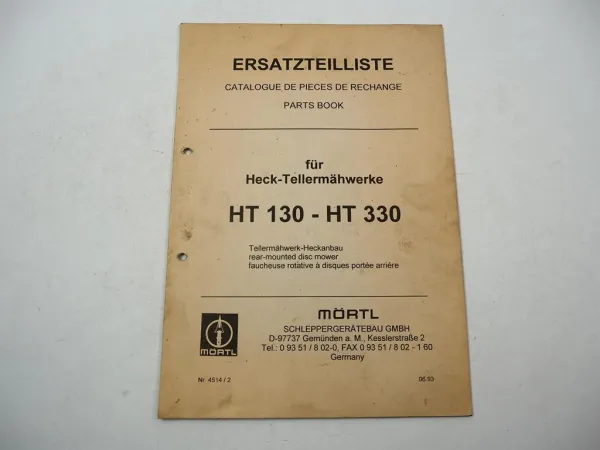 ERSATZTEILLISTE
CATALOGUE DE PIECES DE RECHANGE
PARTS BOOK
für
Heck-Tellermähwerke
HT 130 - HT 330
Tellermähwerk-Heckanbau
rear-mounted disc mower
faucheuse rotative à disques portée arrière
MÖRTL
MÖRTL
SCHLEPPERGERÄTEBAU GMBH
D-97737 Gemünden a. M., Kesslerstraße 2
Tel.: 0 93 51 / 8 02-0, FAX 0 93 51 / 8 02 - 1 60
Germany
Nr. 4514 / 2
06.93